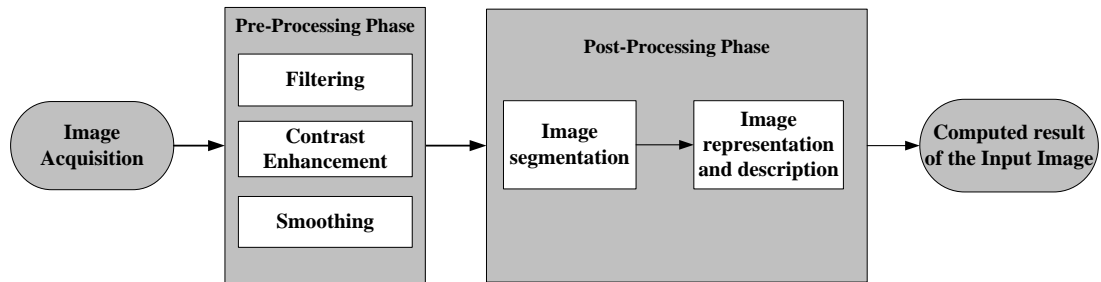 Pre-Processing Phase
Filtering
Contrast
Enhancement
Smoothing
Image
Acquisition
Post-Processing Phase
Image
segmentation
Image
representation
and description
Computed result
of the Input Image